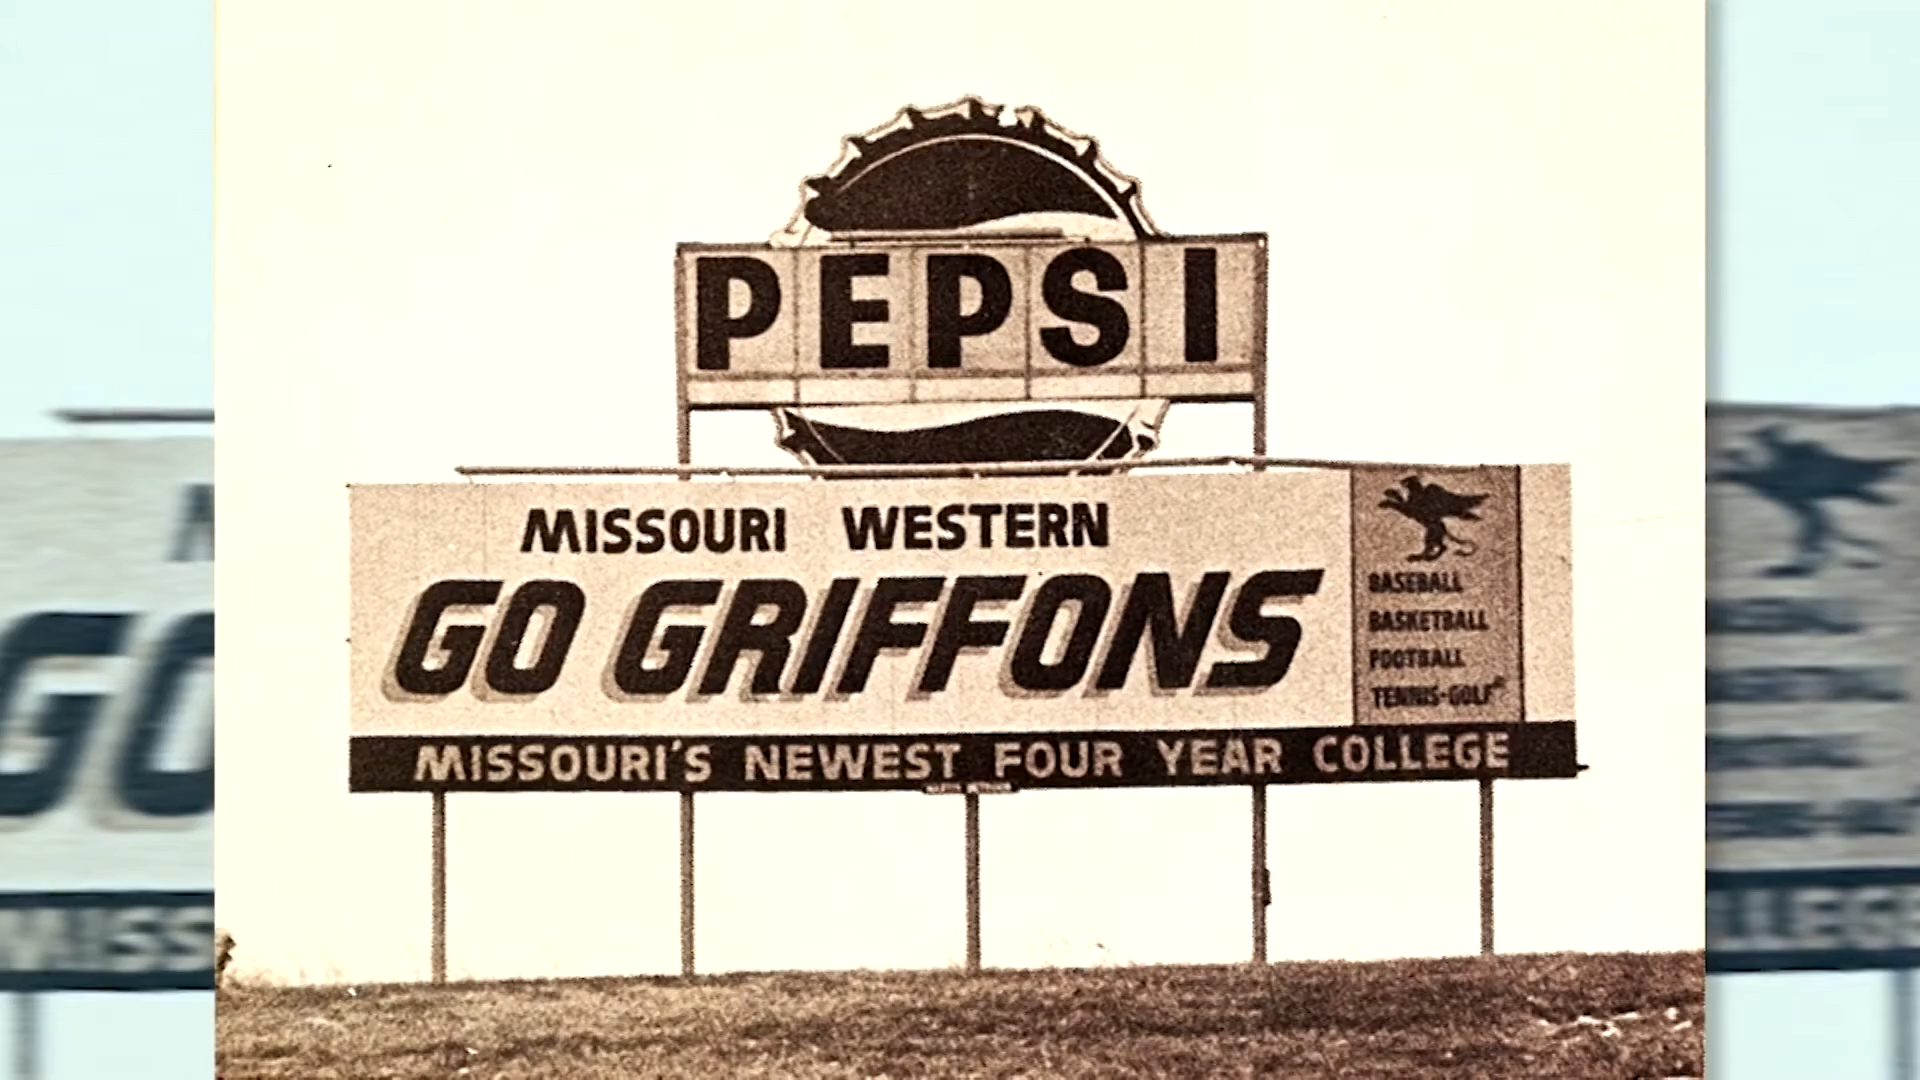 PEPSI
MISSOURI WESTERN
GO GRIFFONS
BASEBALL
BASKETBALL
FOOTBALL
TENNIS-GOLF
MISSOURI'S NEWEST FOUR YEAR COLLEGE